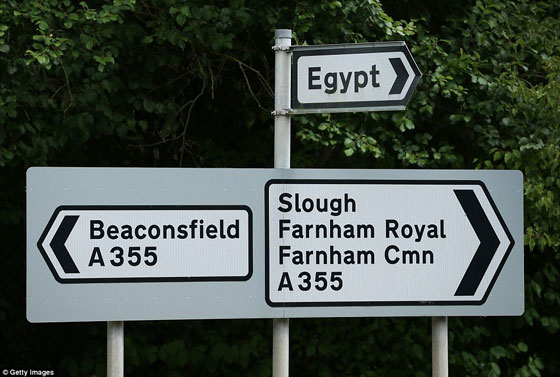 Egypt
Beaconsfield
A355
Slough
Farnham Royal
Farnham Cmn
A355
© Getty Images